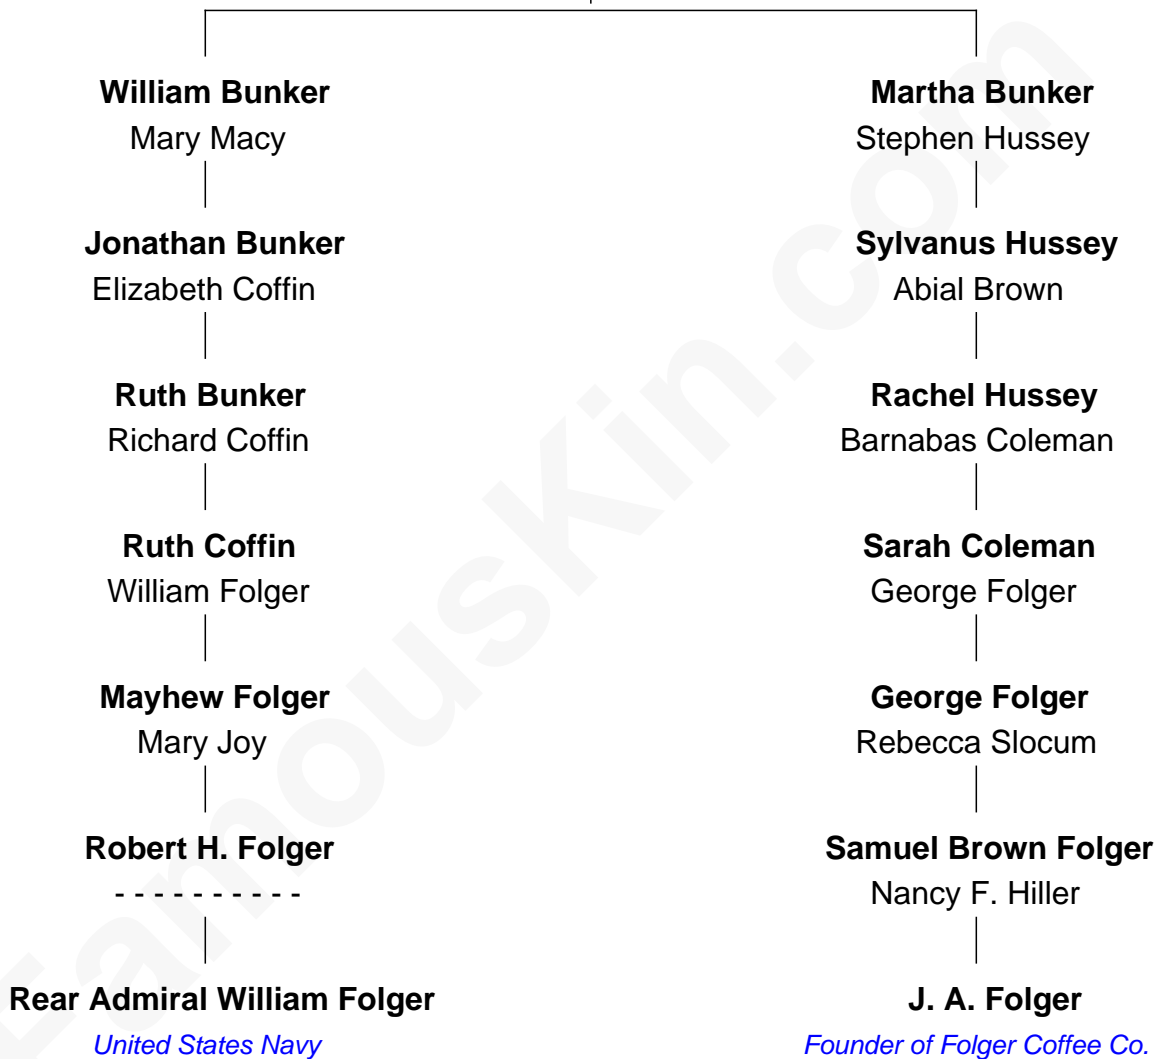 William Bunker
Mary Macy
Jonathan Bunker
Elizabeth Coffin
Ruth Bunker
Richard Coffin
Ruth Coffin
William Folger
Mayhew Folger
Mary Joy
Robert H. Folger
- - - - - - - - - -
Rear Admiral William Folger
United States Navy
Martha Bunker
Stephen Hussey
Sylvanus Hussey
Abial Brown
Rachel Hussey
Barnabas Coleman
Sarah Coleman
George Folger
George Folger
Rebecca Slocum
Samuel Brown Folger
Nancy F. Hiller
J. A. Folger
Founder of Folger Coffee Co.
FamousKin.com